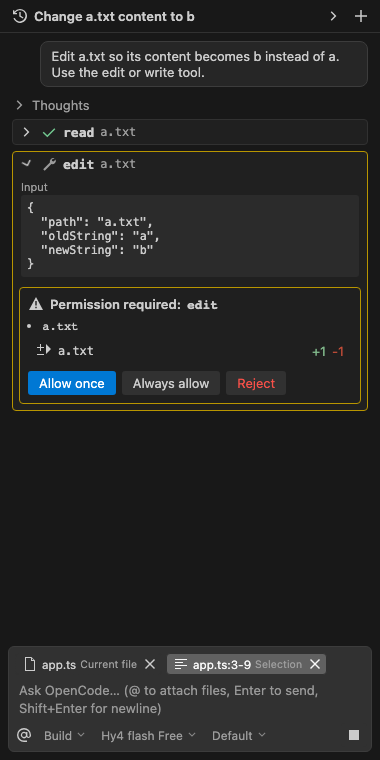 Change a.txt content to b
Edit a.txt so its content becomes b instead of a.
Use the edit or write tool.
Thoughts
read a.txt
edit a.txt
Input
{
"path": "a.txt",
"oldString": "a",
"newString": "b"
}
Permission required: edit
• a.txt
a.txt +1 -1
Allow once Always allow Reject
app.ts Current file app.ts:3-9 Selection
Ask OpenCode... (@ to attach files, Enter to send,
Shift+Enter for newline)
@ Build Hy4 flash Free Default